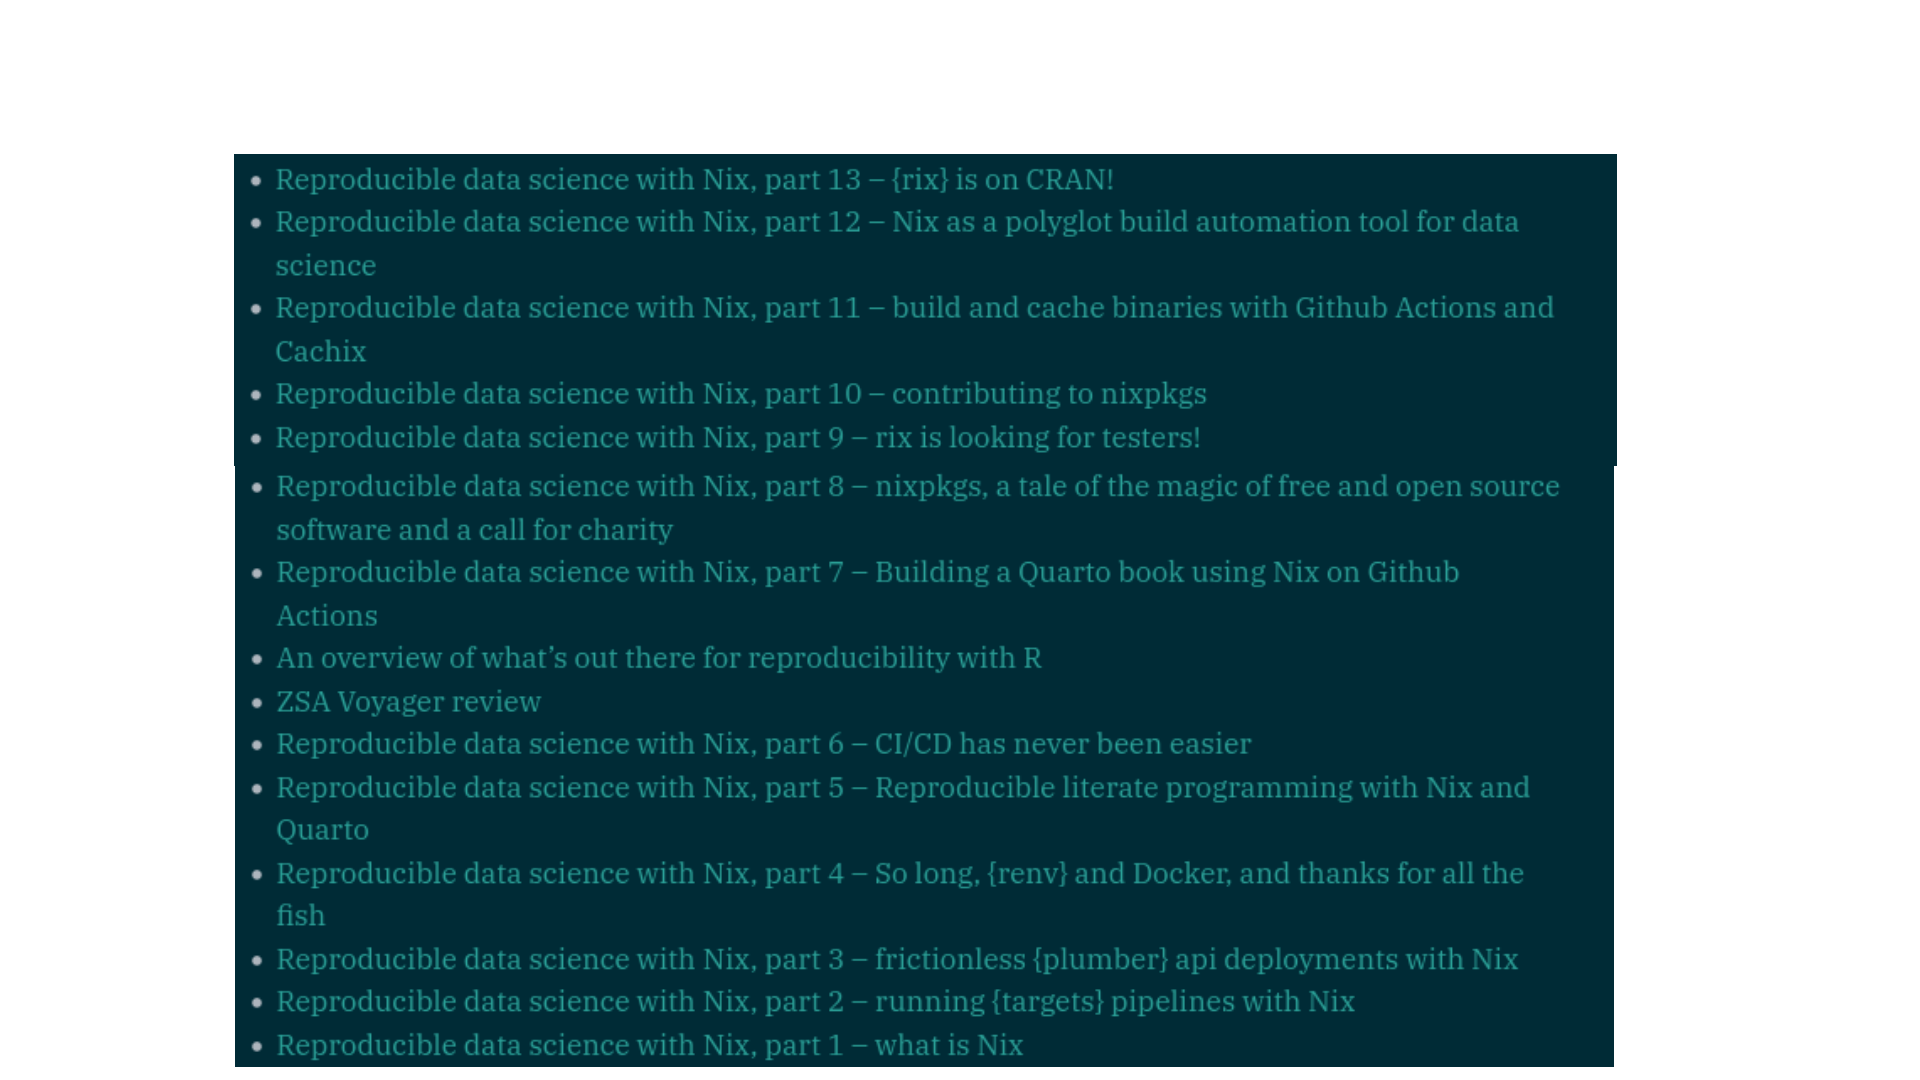 Reproducible data science with Nix, part 13 – {rix} is on CRAN!
Reproducible data science with Nix, part 12 – Nix as a polyglot build automation tool for data
science
Reproducible data science with Nix, part 11 – build and cache binaries with Github Actions and
Cachix
Reproducible data science with Nix, part 10 – contributing to nixpkgs
Reproducible data science with Nix, part 9 – rix is looking for testers!
Reproducible data science with Nix, part 8 – nixpkgs, a tale of the magic of free and open source
software and a call for charity
Reproducible data science with Nix, part 7 – Building a Quarto book using Nix on Github
Actions
An overview of what’s out there for reproducibility with R
ZSA Voyager review
Reproducible data science with Nix, part 6 – CI/CD has never been easier
Reproducible data science with Nix, part 5 – Reproducible literate programming with Nix and
Quarto
Reproducible data science with Nix, part 4 – So long, {renv} and Docker, and thanks for all the
fish
Reproducible data science with Nix, part 3 – frictionless {plumber} api deployments with Nix
Reproducible data science with Nix, part 2 – running {targets} pipelines with Nix
Reproducible data science with Nix, part 1 – what is Nix